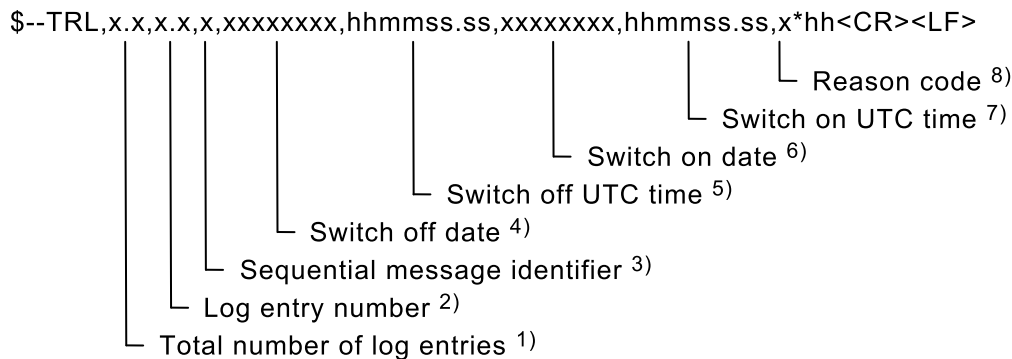 $--TRL,x.x,x.x,x,xxxxxxxx,hhmmss.ss,xxxxxxxx,hhmmss.ss,x*hh<CR><LF>
Reason code 8)
Switch on UTC time 7)
Switch on date 6)
Switch off UTC time 5)
Switch off date 4)
Sequential message identifier 3)
Log entry number 2)
Total number of log entries 1)